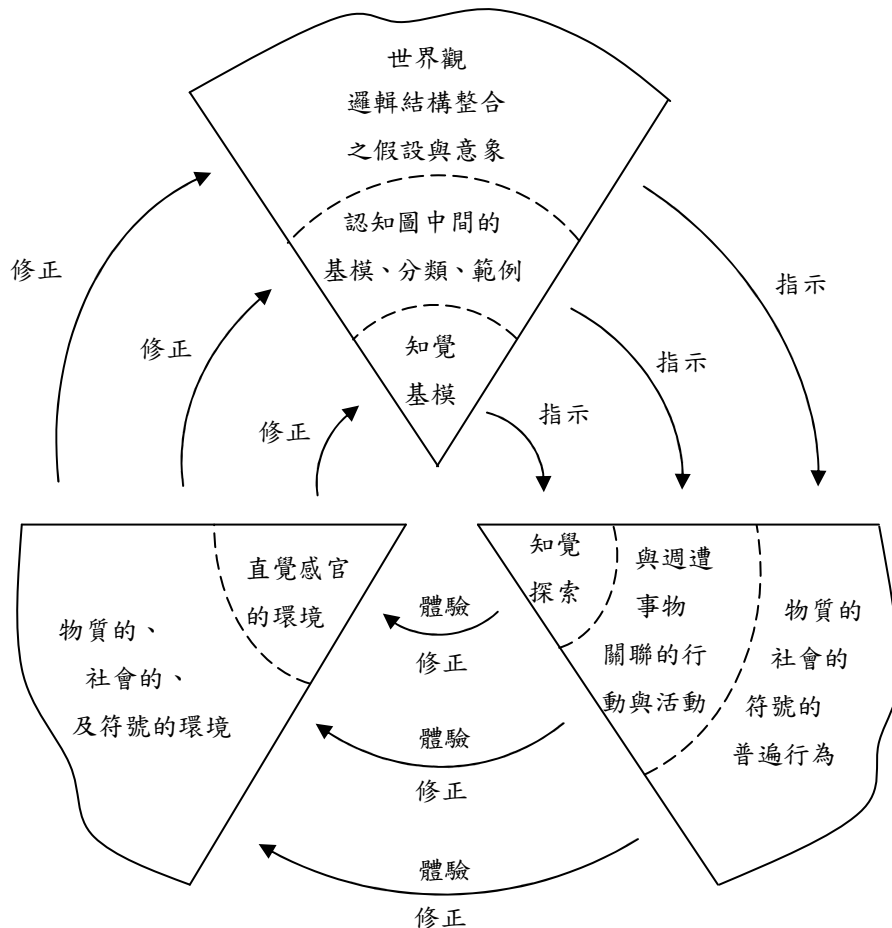 世界觀
邏輯結構整合
之假設與意象
認知圖中間的
基模、分類、範例
知覺
基模
修正
修正
修正
指示
指示
指示
直覺感官
的環境
物質的、
社會的、
及符號的環境
知覺
探索
與週遭
事物
關聯的行
動與活動
物質的
社會的
符號的
普遍行為
體驗
修正
體驗
修正
體驗
修正